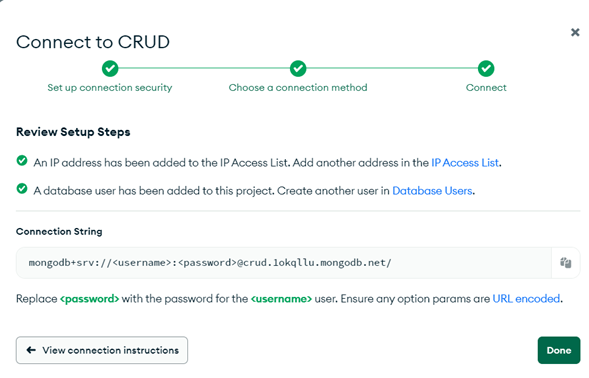 Connect to CRUD
Set up connection security
Choose a connection method
Connect
Review Setup Steps
An IP address has been added to the IP Access List. Add another address in the IP Access List.
A database user has been added to this project. Create another user in Database Users.
Connection String
mongodb+srv://<username>:<password>@crud.lokqllu.mongodb.net/
Replace <password> with the password for the <username> user. Ensure any option params are URL encoded.
View connection instructions
Done